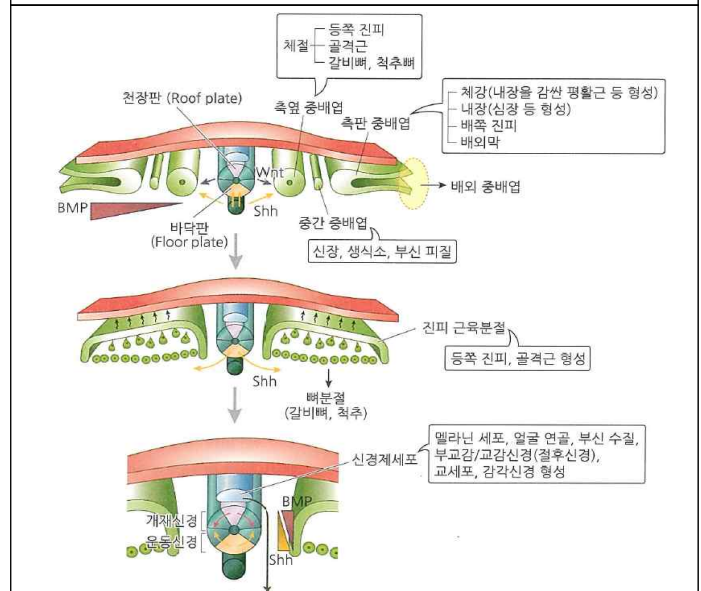 체절
등쪽 진피
골격근
갈비뼈, 척추뼈
천장판 (Roof plate)
측옆 중배엽
측판 중배엽
체강(내장을 감싼 평활근 등 형성)
내장(심장 등 형성)
배쪽 진피
배외막
Wnt
배외 중배엽
BMP
Shh
바닥판
(Floor plate)
중간 중배엽
신장, 생식소, 부신 피질
진피 근육분절
등쪽 진피, 골격근 형성
Shh
뼈분절
(갈비뼈, 척추)
신경제세포
멜라닌 세포, 얼굴 연골, 부신 수질,
부교감/교감신경(절후신경),
교세포, 감각신경 형성
BMP
개재신경
운동신경
Shh